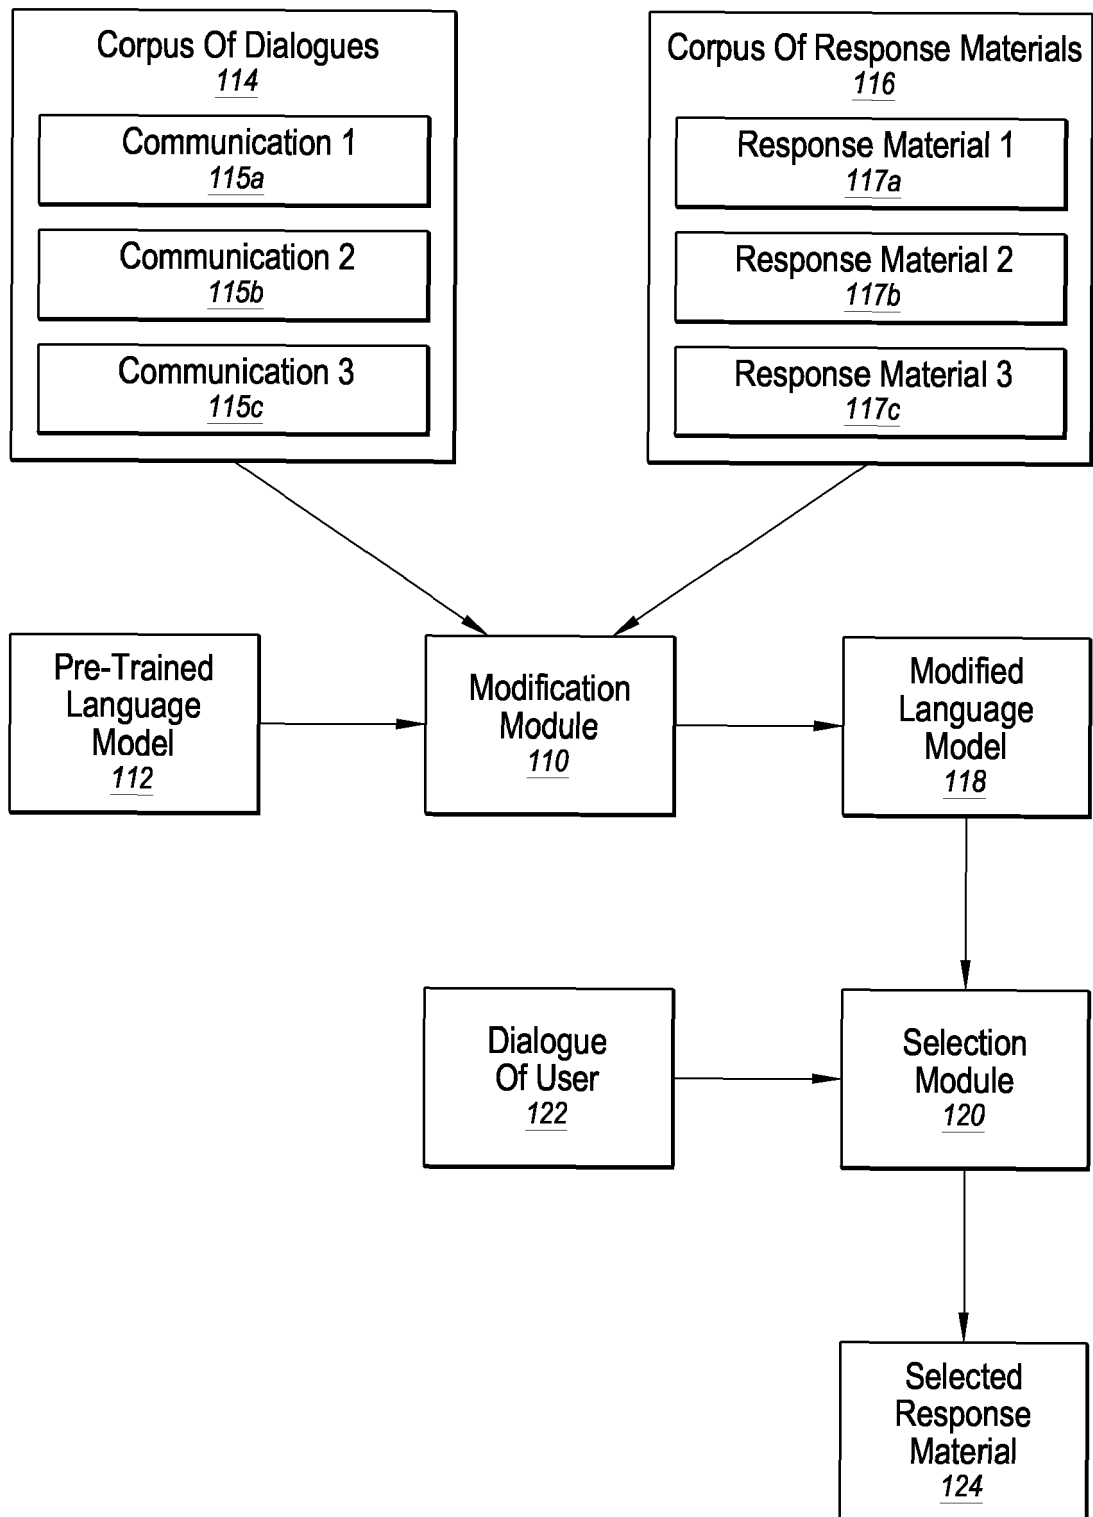 Corpus Of Dialogues
114
Communication 1
115a
Communication 2
115b
Communication 3
115c
Corpus Of Response Materials
116
Response Material 1
117a
Response Material 2
117b
Response Material 3
117c
Pre-Trained
Language
Model
112
Modification
Module
110
Modified
Language
Model
118
Dialogue
Of User
122
Selection
Module
120
Selected
Response
Material
124